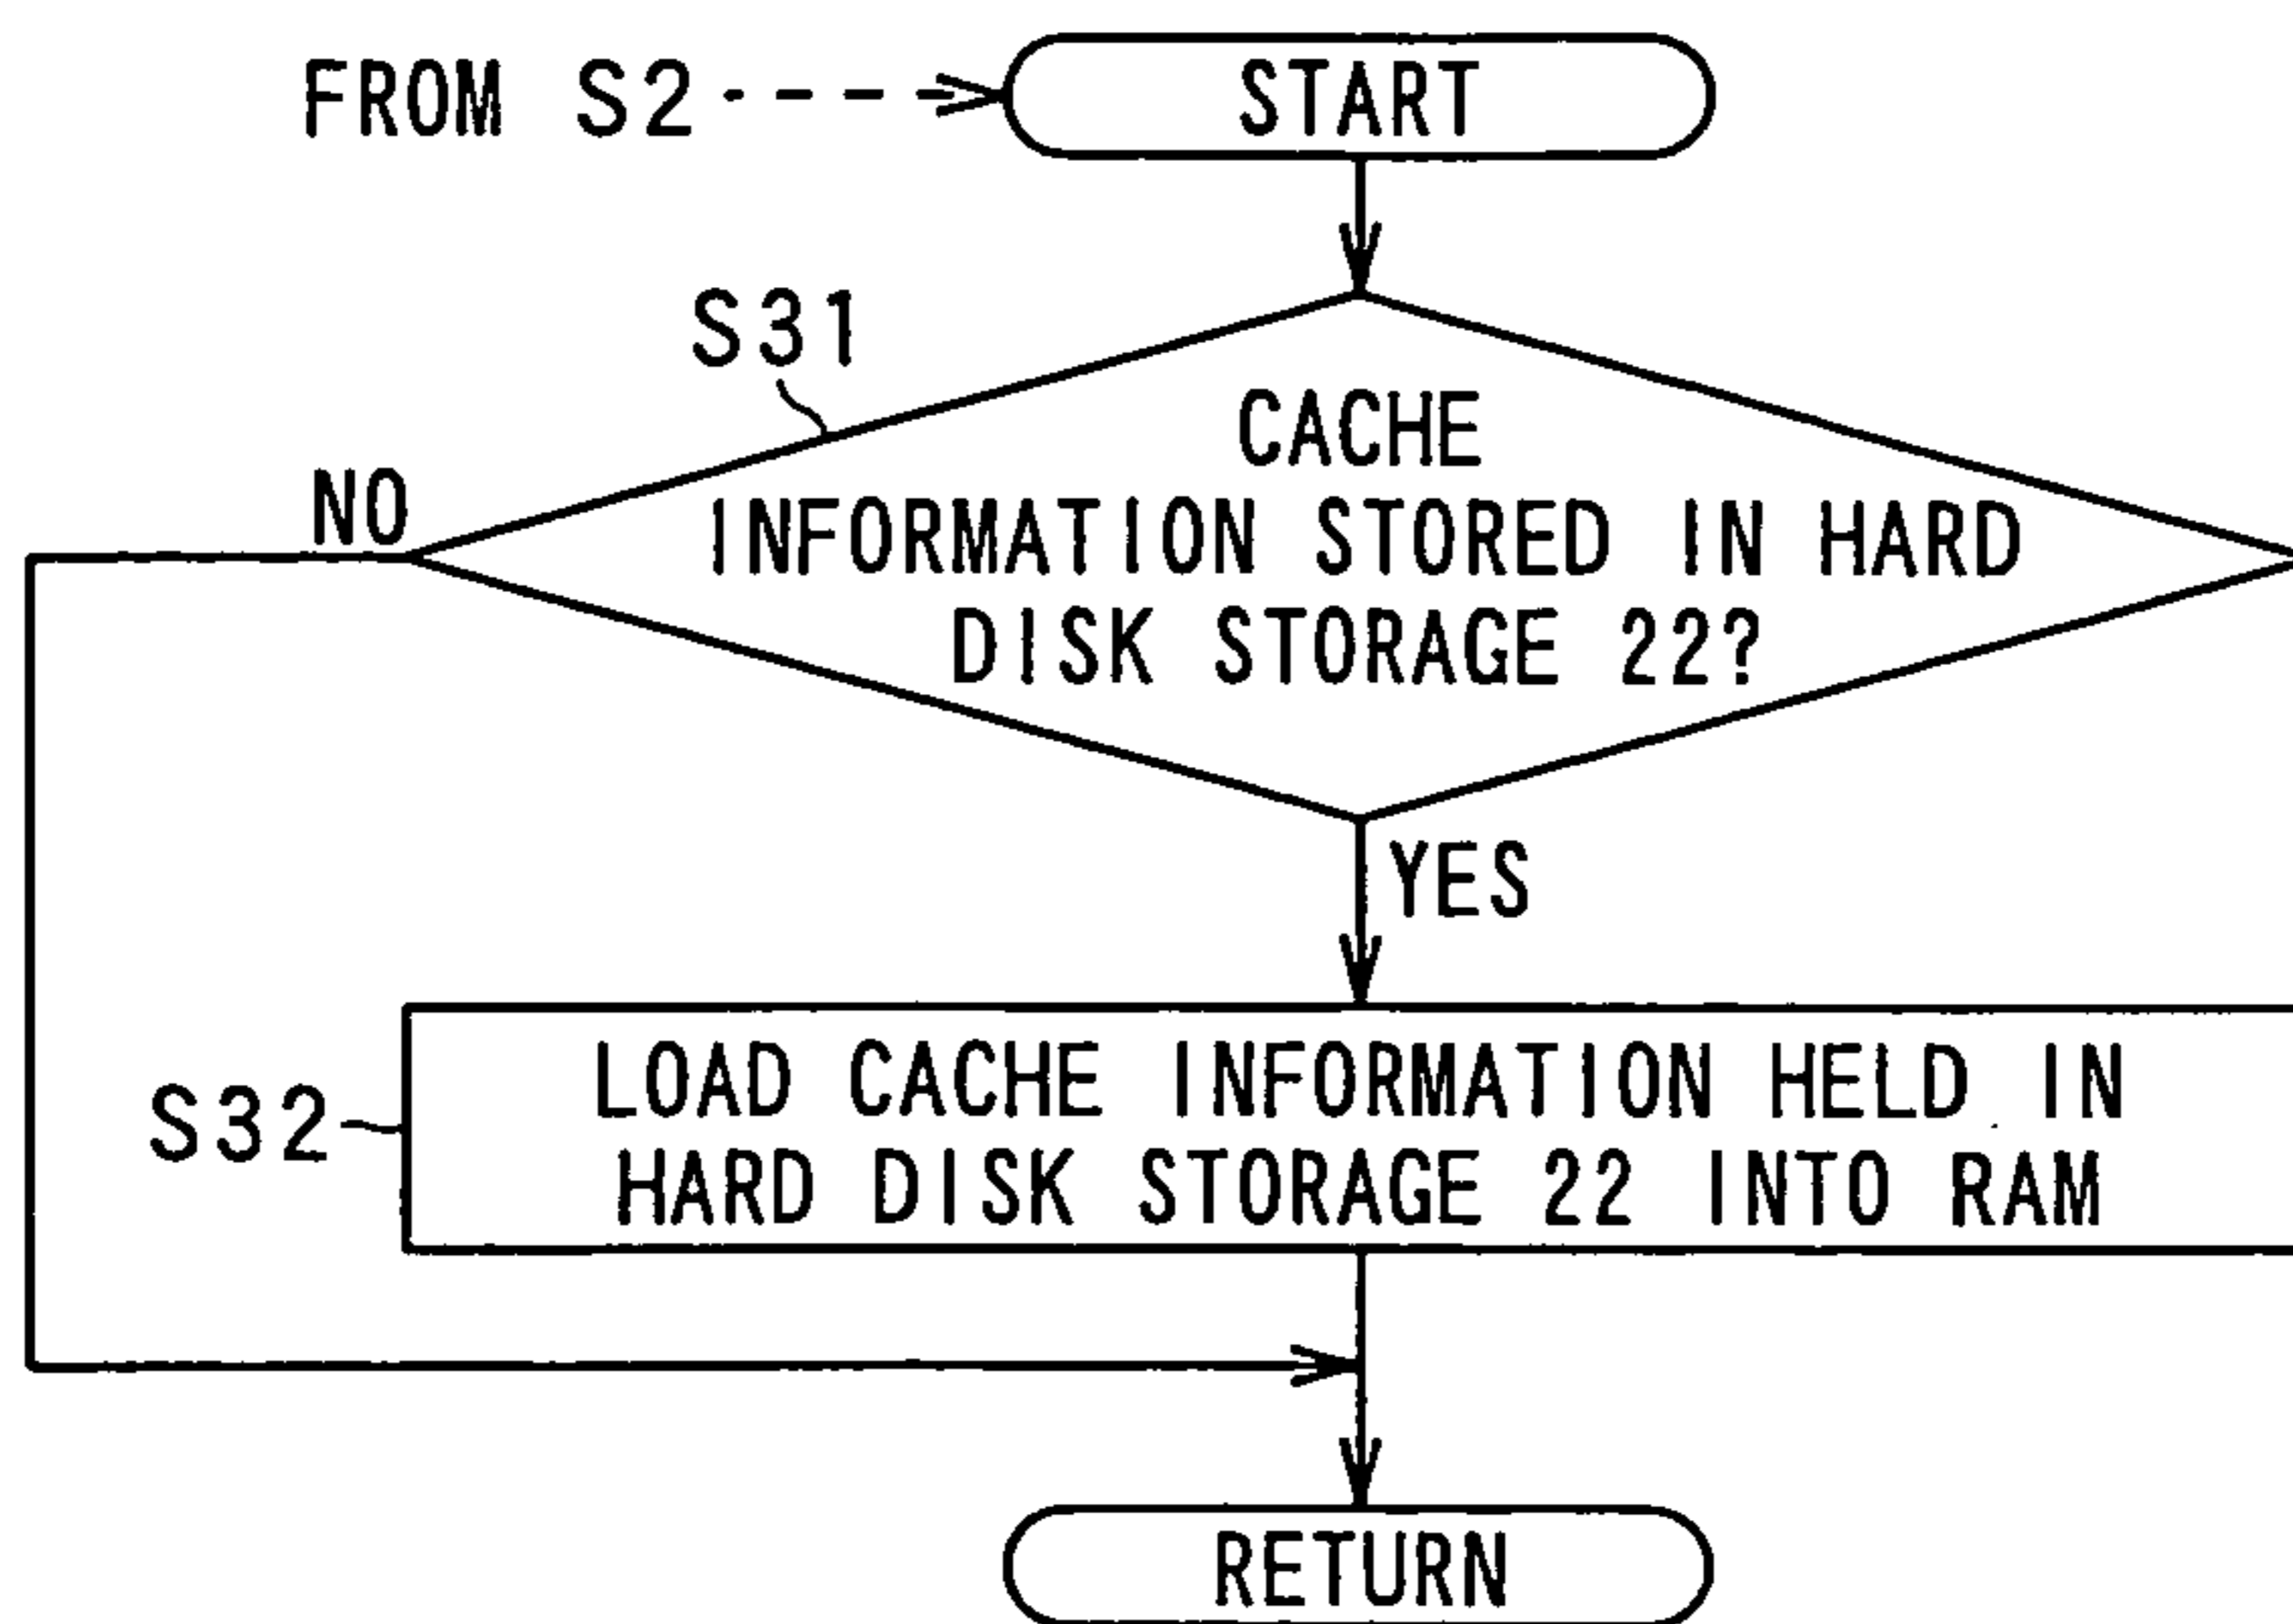 FROM S2
START
S31
CACHE
INFORMATION STORED IN HARD
DISK STORAGE 22?
NO
YES
S32
LOAD CACHE INFORMATION HELD IN
HARD DISK STORAGE 22 INTO RAM
RETURN